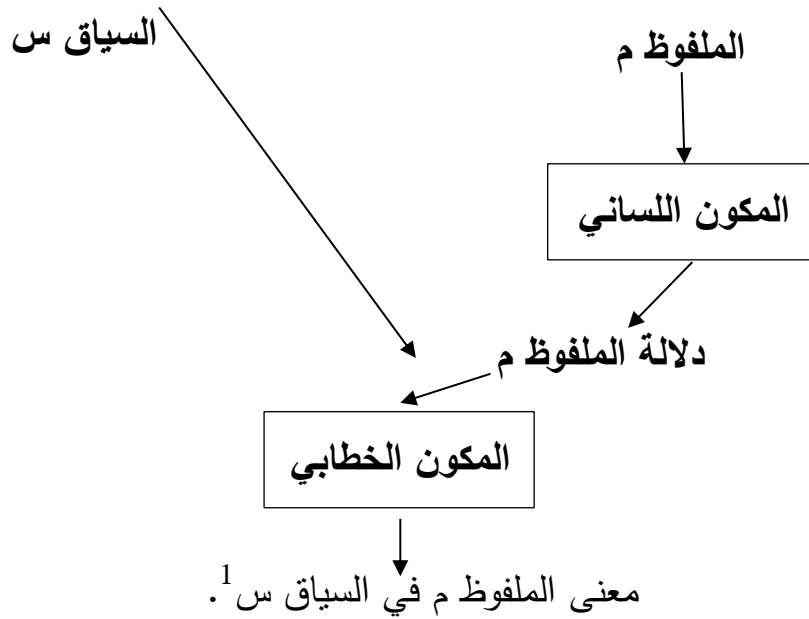 الملفوظ م
السياق س
المكون اللساني
دلالة الملفوظ م
المكون الخطابي
معنى الملفوظ م في السياق س1.